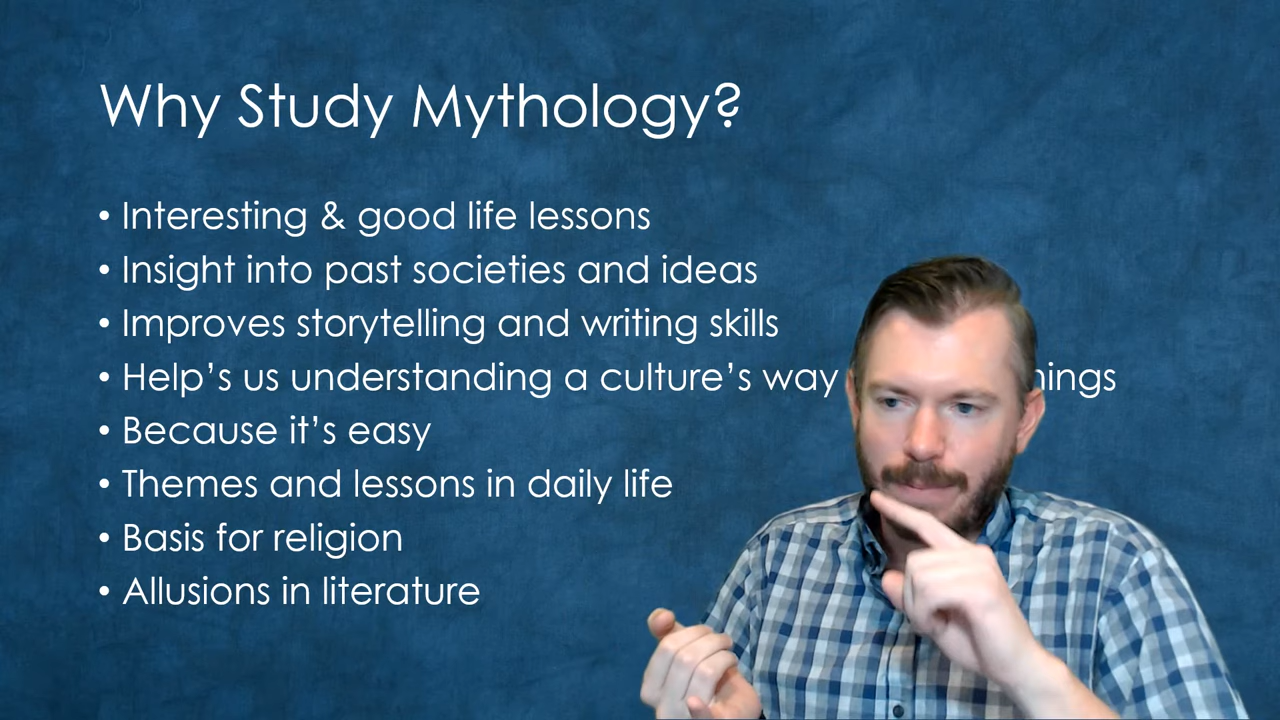 Why Study Mythology?
• Interesting & good life lessons
• Insight into past societies and ideas
• Improves storytelling and writing skills
• Help’s us understanding a culture’s way
• Because it’s easy
• Themes and lessons in daily life
• Basis for religion
• Allusions in literature